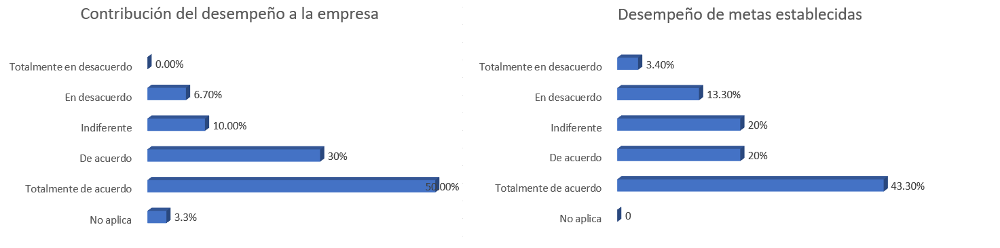 Contribución del desempeño a la empresa
Totalmente en desacuerdo 0.00%
En desacuerdo 6.70%
Indiferente 10.00%
De acuerdo 30%
Totalmente de acuerdo 50.00%
No aplica 3.3%
Desempeño de metas establecidas
Totalmente en desacuerdo 3.40%
En desacuerdo 13.30%
Indiferente 20%
De acuerdo 20%
Totalmente de acuerdo 43.30%
No aplica 0